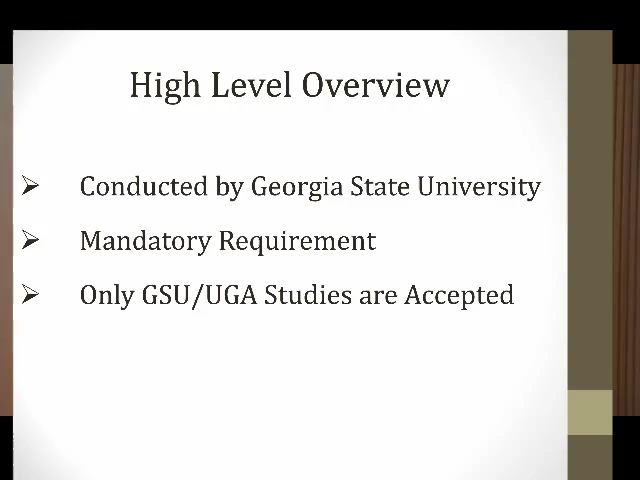 High Level Overview
Conducted by Georgia State University
Mandatory Requirement
Only GSU/UGA Studies are Accepted